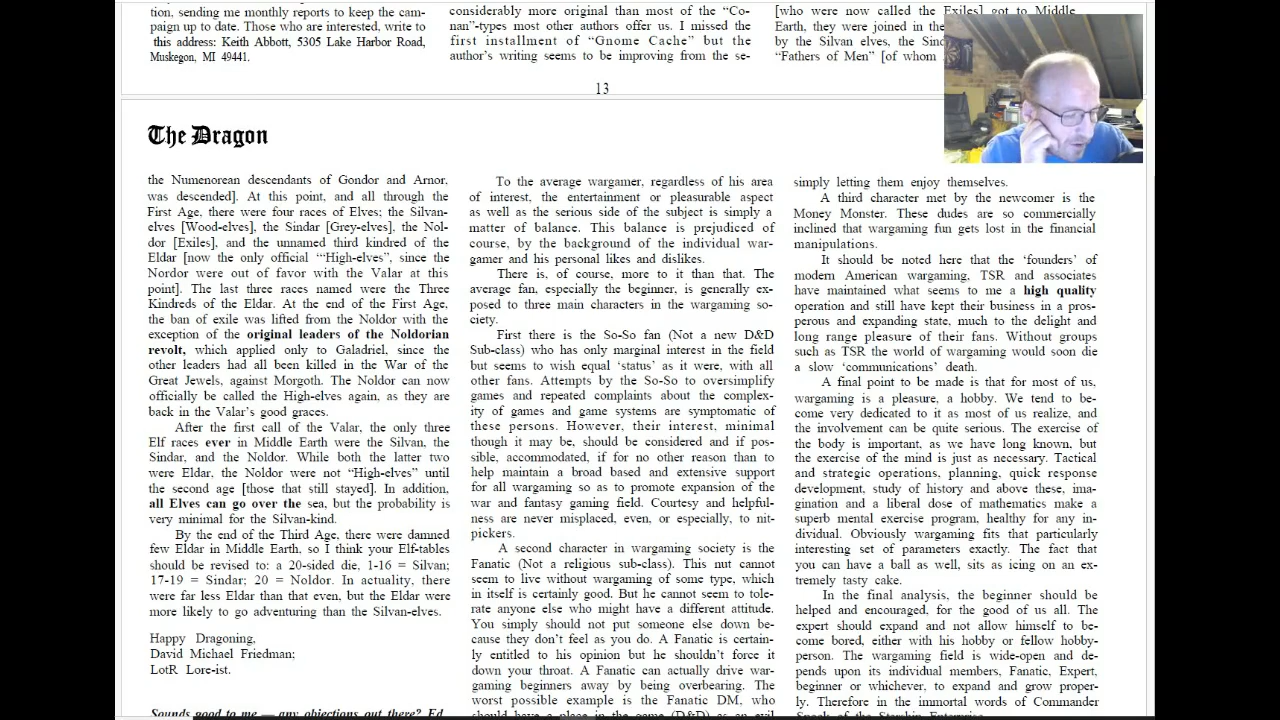 tion, sending me monthly reports to keep the cam-
paign up to date. Those who are interested, write to
this address: Keith Abbott, 5305 Lake Harbor Road,
Muskegon, MI 49441.
considerably more original than most of the “Co-
nan”-types most other authors offer us. I missed the
first installment of “Gnome Cache” but the
author’s writing seems to be improving from the se-
[who were now called the Exiles] got to Middle
Earth, they were joined in the
by the Silvan elves, the Sind
“Fathers of Men” [of whom
13
The Dragon
the Numenorean descendants of Gondor and Arnor,
was descended]. At this point, and all through the
First Age, there were four races of Elves; the Silvan-
elves [Wood-elves], the Sindar [Grey-elves], the Nol-
dor [Exiles], and the unnamed third kindred of the
Eldar [now the only official “‘High-elves”, since the
Nordor were out of favor with the Valar at this
point]. The last three races named were the Three
Kindreds of the Eldar. At the end of the First Age,
the ban of exile was lifted from the Noldor with the
exception of the original leaders of the Noldorian
revolt, which applied only to Galadriel, since the
other leaders had all been killed in the War of the
Great Jewels, against Morgoth. The Noldor can now
officially be called the High-elves again, as they are
back in the Valar’s good graces.
After the first call of the Valar, the only three
Elf races ever in Middle Earth were the Silvan, the
Sindar, and the Noldor. While both the latter two
were Eldar, the Noldor were not “High-elves” until
the second age [those that still stayed]. In addition,
all Elves can go over the sea, but the probability is
very minimal for the Silvan-kind.
By the end of the Third Age, there were damned
few Eldar in Middle Earth, so I think your Elf-tables
should be revised to: a 20-sided die, 1-16 = Silvan;
17-19 = Sindar; 20 = Noldor. In actuality, there
were far less Eldar than that even, but the Eldar were
more likely to go adventuring than the Silvan-elves.
Happy Dragoning,
David Michael Friedman;
LotR Lore-ist.
Sounds good to me — any objections out there? Ed.
To the average wargamer, regardless of his area
of interest, the entertainment or pleasurable aspect
as well as the serious side of the subject is simply a
matter of balance. This balance is prejudiced of
course, by the background of the individual war-
gamer and his personal likes and dislikes.
There is, of course, more to it than that. The
average fan, especially the beginner, is generally ex-
posed to three main characters in the wargaming so-
ciety.
First there is the So-So fan (Not a new D&D
Sub-class) who has only marginal interest in the field
but seems to wish equal ‘status’ as it were, with all
other fans. Attempts by the So-So to oversimplify
games and repeated complaints about the complex-
ity of games and game systems are symptomatic of
these persons. However, their interest, minimal
though it may be, should be considered and if pos-
sible, accommodated, if for no other reason than to
help maintain a broad based and extensive support
for all wargaming so as to promote expansion of the
war and fantasy gaming field. Courtesy and helpful-
ness are never misplaced, even, or especially, to nit-
pickers.
A second character in wargaming society is the
Fanatic (Not a religious sub-class). This nut cannot
seem to live without wargaming of some type, which
in itself is certainly good. But he cannot seem to tole-
rate anyone else who might have a different attitude.
You simply should not put someone else down be-
cause they don’t feel as you do. A Fanatic is certain-
ly entitled to his opinion but he shouldn’t force it
down your throat. A Fanatic can actually drive war-
gaming beginners away by being overbearing. The
worst possible example is the Fanatic DM, who
should have a place in the game (D&D) as an evil
simply letting them enjoy themselves.
A third character met by the newcomer is the
Money Monster. These dudes are so commercially
inclined that wargaming fun gets lost in the financial
manipulations.
It should be noted here that the ‘founders’ of
modern American wargaming, TSR and associates
have maintained what seems to me a high quality
operation and still have kept their business in a pros-
perous and expanding state, much to the delight and
long range pleasure of their fans. Without groups
such as TSR the world of wargaming would soon die
a slow ‘communications’ death.
A final point to be made is that for most of us,
wargaming is a pleasure, a hobby. We tend to be-
come very dedicated to it as most of us realize, and
the involvement can be quite serious. The exercise of
the body is important, as we have long known, but
the exercise of the mind is just as necessary. Tactical
and strategic operations, planning, quick response
development, study of history and above these, ima-
gination and a liberal dose of mathematics make a
superb mental exercise program, healthy for any in-
dividual. Obviously wargaming fits that particularly
interesting set of parameters exactly. The fact that
you can have a ball as well, sits as icing on an ex-
tremely tasty cake.
In the final analysis, the beginner should be
helped and encouraged, for the good of us all. The
expert should expand and not allow himself to be-
come bored, either with his hobby or fellow hobby-
person. The wargaming field is wide-open and de-
pends upon its individual members, Fanatic, Expert,
beginner or whichever, to expand and grow proper-
ly. Therefore in the immortal words of Commander
Spock of the Starship Enterprise